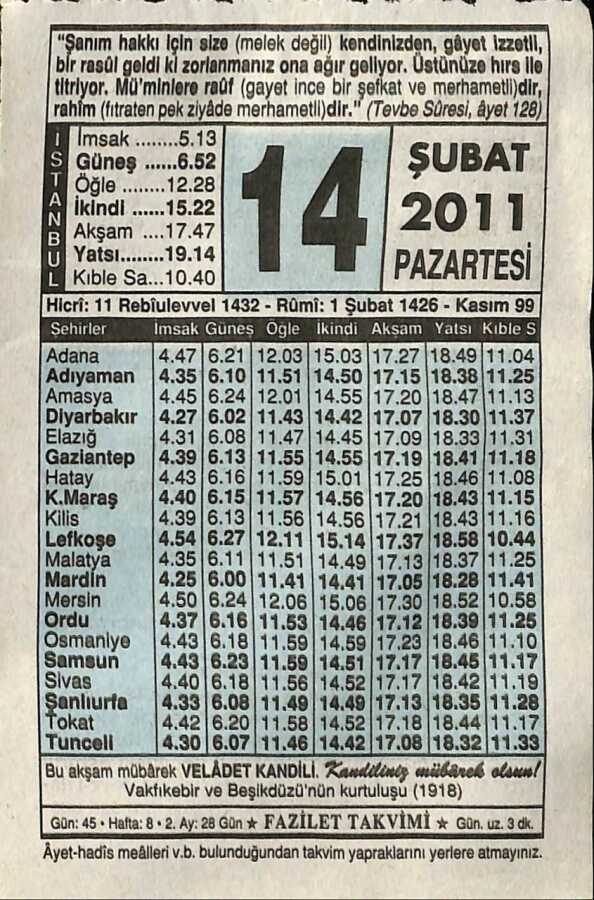 "Şanım hakkı için size (melek değil) kendinizden, gâyet izzetli,
bir rasûl geldi ki zorlanmanız ona ağır geliyor. Üstünüze hırs ile
titriyor. Mü'minlere raûf (gayet ince bir şefkat ve merhametli)dir,
rahîm (fıtraten pek ziyâde merhametli)dir." (Tevbe Sûresi, âyet 128)
İSTANBUL
İmsak ........5.13
Güneş ......6.52
Öğle ........12.28
İkindi ......15.22
Akşam ....17.47
Yatsı........19.14
Kıble Sa...10.40
14
ŞUBAT
2011
PAZARTESİ
Hicrî: 11 Rebîulevvel 1432 - Rûmî: 1 Şubat 1426 - Kasım 99
Şehirler İmsak Güneş Öğle İkindi Akşam Yatsı Kıble S
Adana 4.47 6.21 12.03 15.03 17.27 18.49 11.04
Adıyaman 4.35 6.10 11.51 14.50 17.15 18.38 11.25
Amasya 4.45 6.24 12.01 14.55 17.20 18.47 11.13
Diyarbakır 4.27 6.02 11.43 14.42 17.07 18.30 11.37
Elazığ 4.31 6.08 11.47 14.45 17.09 18.33 11.31
Gaziantep 4.39 6.13 11.55 14.55 17.19 18.41 11.18
Hatay 4.43 6.16 11.59 15.01 17.25 18.46 11.08
K.Maraş 4.40 6.15 11.57 14.56 17.20 18.43 11.15
Kilis 4.39 6.13 11.56 14.56 17.21 18.43 11.16
Lefkoşe 4.54 6.27 12.11 15.14 17.37 18.58 10.44
Malatya 4.35 6.11 11.51 14.49 17.13 18.37 11.25
Mardin 4.25 6.00 11.41 14.41 17.05 18.28 11.41
Mersin 4.50 6.24 12.06 15.06 17.30 18.52 10.58
Ordu 4.37 6.16 11.53 14.46 17.12 18.39 11.25
Osmaniye 4.43 6.18 11.59 14.59 17.23 18.46 11.10
Samsun 4.43 6.23 11.59 14.51 17.17 18.45 11.17
Sivas 4.40 6.18 11.56 14.52 17.17 18.42 11.19
Şanlıurfa 4.33 6.08 11.49 14.49 17.13 18.35 11.28
Tokat 4.42 6.20 11.58 14.52 17.18 18.44 11.17
Tunceli 4.30 6.07 11.46 14.42 17.08 18.32 11.33
Bu akşam mübârek VELÂDET KANDİLİ. Kandiliniz mübârek olsun!
Vakfıkebir ve Beşikdüzü'nün kurtuluşu (1918)
Gün: 45 • Hafta: 8 • 2. Ay: 28 Gün ★ FAZİLET TAKVİMİ ★ Gün. uz. 3 dk.
Âyet-hadîs meâlleri v.b. bulunduğundan takvim yapraklarını yerlere atmayınız.